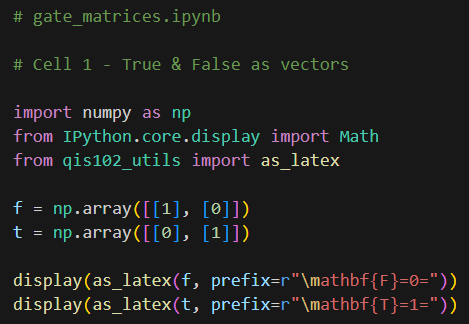 # gate_matrices.ipynb
# Cell 1 - True & False as vectors
import numpy as np
from IPython.core.display import Math
from qis102_utils import as_latex
f = np.array([[1], [0]])
t = np.array([[0], [1]])
display(as_latex(f, prefix=r"\mathbf{F}=0="))
display(as_latex(t, prefix=r"\mathbf{T}=1="))